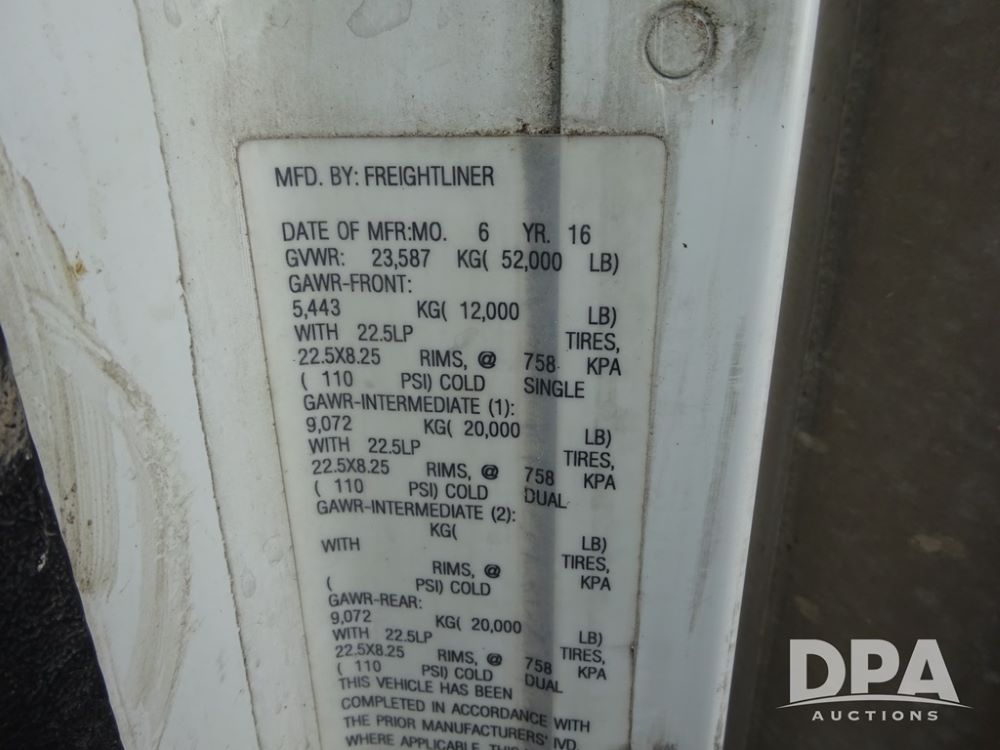 MFD. BY: FREIGHTLINER
DATE OF MFR:MO. 6 YR. 16
GVWR: 23,587 KG( 52,000 LB)
GAWR-FRONT:
5,443 KG( 12,000 LB)
WITH 22.5LP TIRES,
22.5X8.25 RIMS, @ 758 KPA
( 110 PSI) COLD SINGLE
GAWR-INTERMEDIATE (1):
9,072 KG( 20,000 LB)
WITH 22.5LP TIRES,
22.5X8.25 RIMS, @ 758 KPA
( 110 PSI) COLD DUAL
GAWR-INTERMEDIATE (2):
KG( LB)
WITH TIRES,
RIMS, @ KPA
( PSI) COLD
GAWR-REAR:
9,072 KG( 20,000 LB)
WITH 22.5LP TIRES,
22.5X8.25 RIMS, @ 758 KPA
( 110 PSI) COLD DUAL
THIS VEHICLE HAS BEEN
COMPLETED IN ACCORDANCE WITH
THE PRIOR MANUFACTURERS' IVD.
WHERE APPLICABLE. THIS
DPA
AUCTIONS